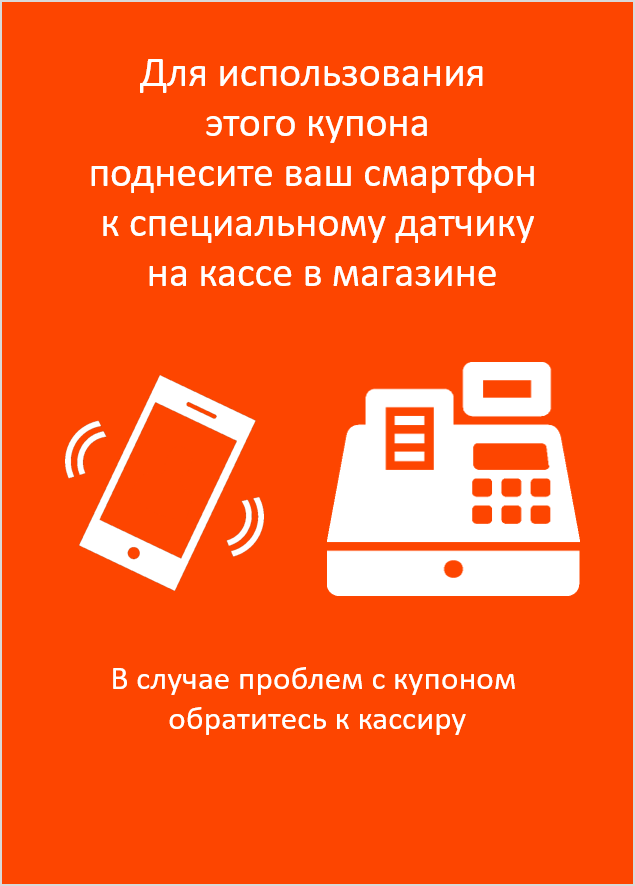 Для использования
этого купона
поднесите ваш смартфон
к специальному датчику
на кассе в магазине
В случае проблем с купоном
обратитесь к кассиру